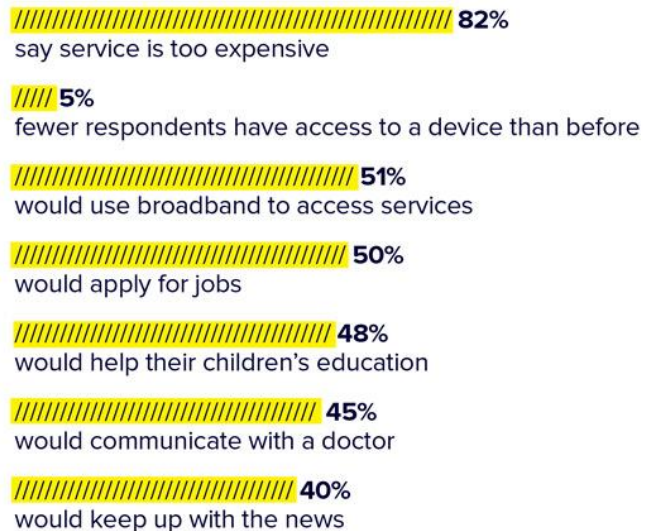 82%
say service is too expensive
5%
fewer respondents have access to a device than before
51%
would use broadband to access services
50%
would apply for jobs
48%
would help their children’s education
45%
would communicate with a doctor
40%
would keep up with the news